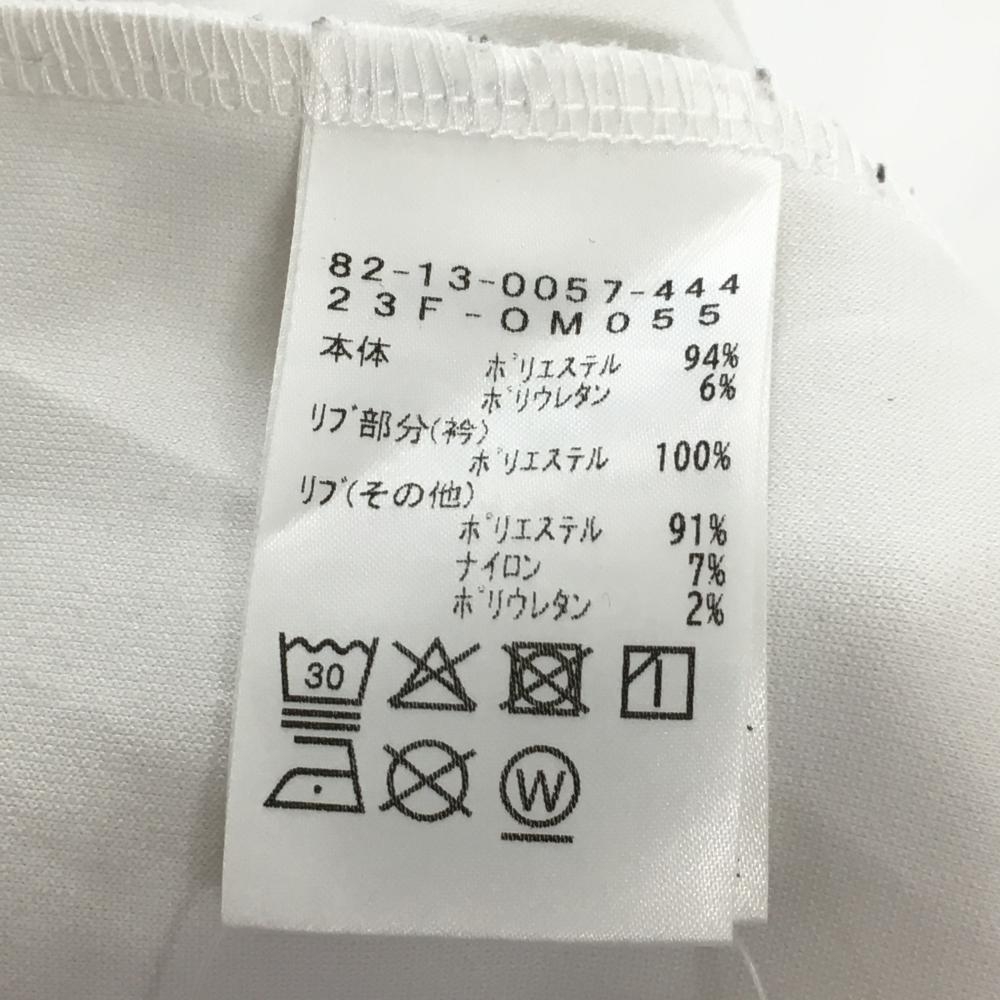 82-13-0057-444
23F-OM055
本体 ポリエステル 94%
ポリウレタン 6%
リブ部分(衿)
ポリエステル 100%
リブ(その他)
ポリエステル 91%
ナイロン 7%
ポリウレタン 2%
30
W